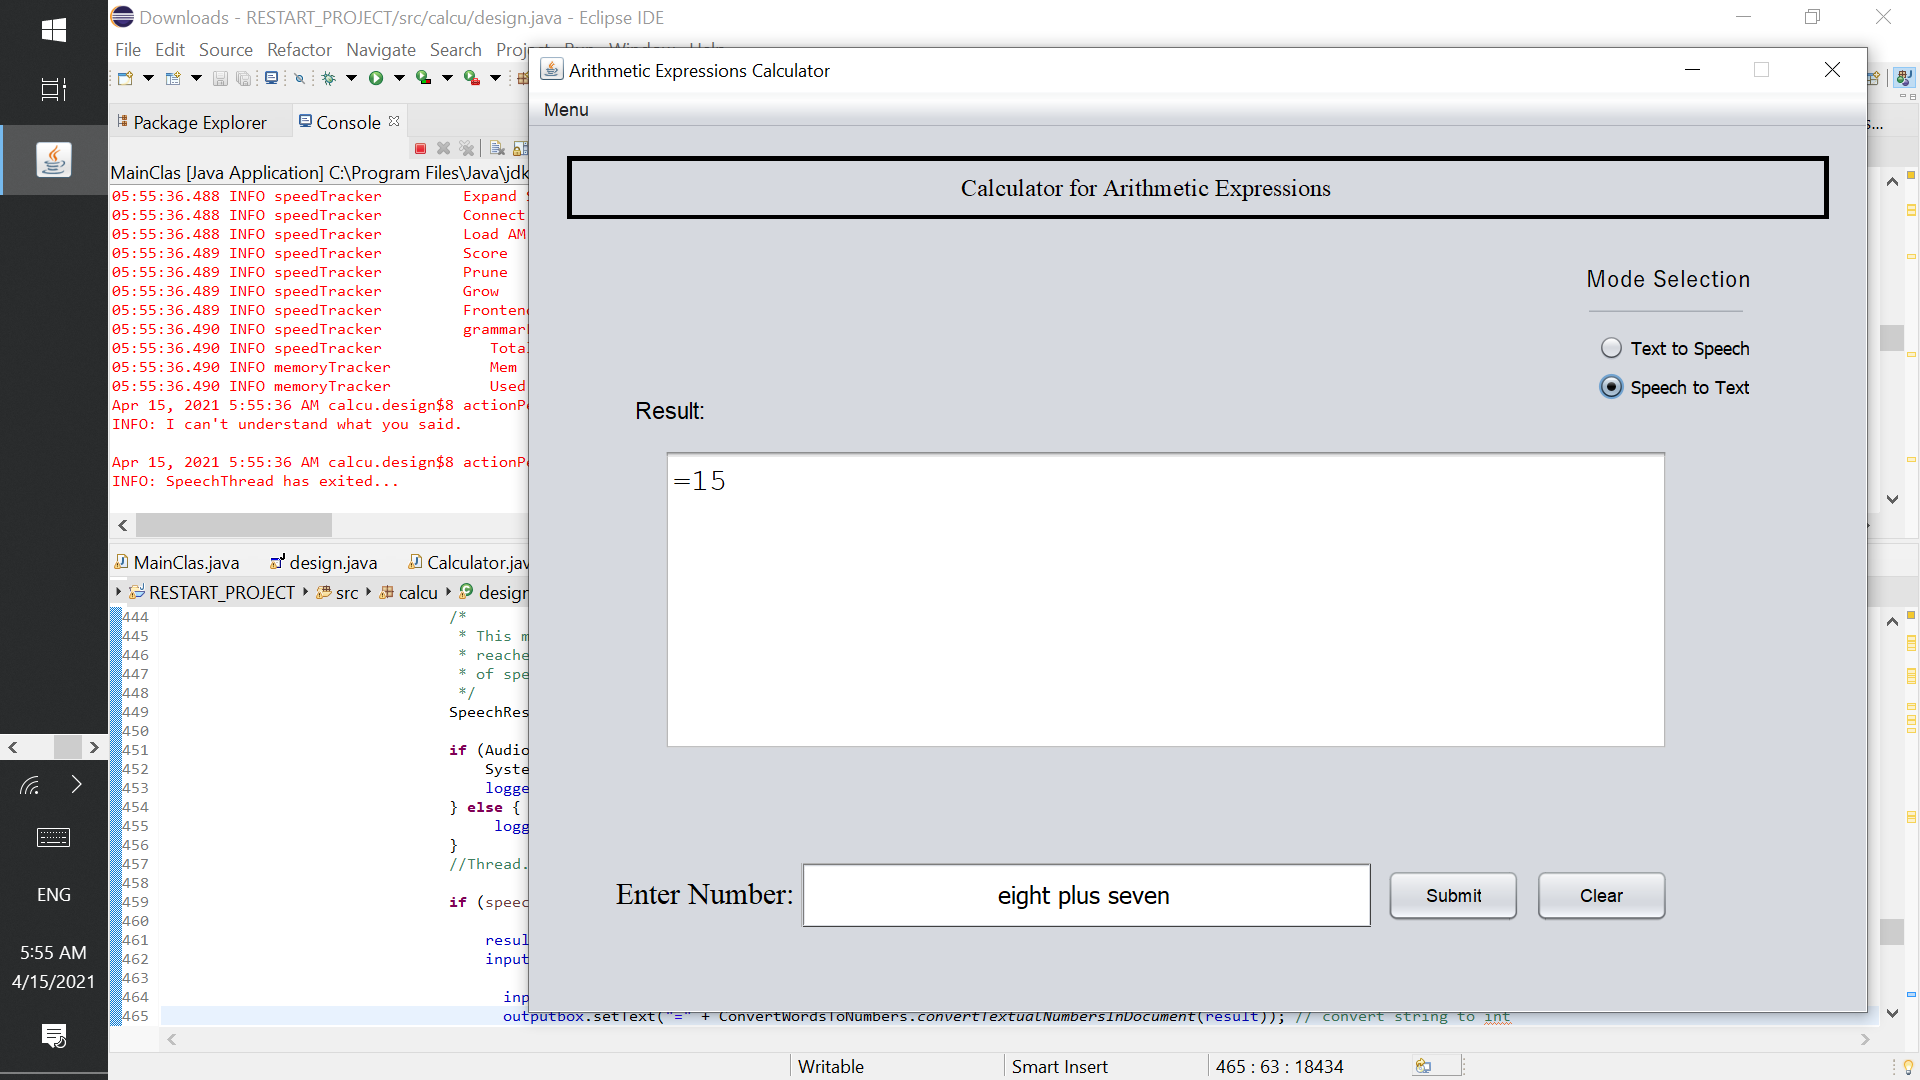 Downloads - RESTART_PROJECT/src/calcu/design.java - Eclipse IDE
File Edit Source Refactor Navigate Search
Arithmetic Expressions Calculator
Menu
Package Explorer
Console
MainClas [Java Application] C:\Program Files\Java\jdk
05:55:36.488 INFO speedTracker Expand
05:55:36.488 INFO speedTracker Connect
05:55:36.488 INFO speedTracker Load AM
05:55:36.489 INFO speedTracker Score
05:55:36.489 INFO speedTracker Prune
05:55:36.489 INFO speedTracker Grow
05:55:36.489 INFO speedTracker Fronten
05:55:36.490 INFO speedTracker grammar
05:55:36.490 INFO speedTracker Total
05:55:36.490 INFO memoryTracker Mem
05:55:36.490 INFO memoryTracker Used
Apr 15, 2021 5:55:36 AM calcu.design$8 actionPe
INFO: I can't understand what you said.
Apr 15, 2021 5:55:36 AM calcu.design$8 actionPe
INFO: SpeechThread has exited...
Calculator for Arithmetic Expressions
Mode Selection
Text to Speech
Speech to Text
Result:
=15
Enter Number:
eight plus seven
Submit
Clear
MainClas.java
design.java
Calculator.jav
RESTART_PROJECT src calcu design
444 /*
445 * This m
446 * reache
447 * of spe
448 */
449 SpeechRes
450
451 if (Audio
452 Syste
453 logge
454 } else {
455 logg
456 }
457 //Thread.
458
459 if (speec
460
461 resul
462 input
463
464 inp
465 outputbox.setText("=" + ConvertWordsToNumbers.convertTextualNumbersInDocument(result)); // convert string to int
Writable
Smart Insert
465 : 63 : 18434
ENG
5:55 AM
4/15/2021